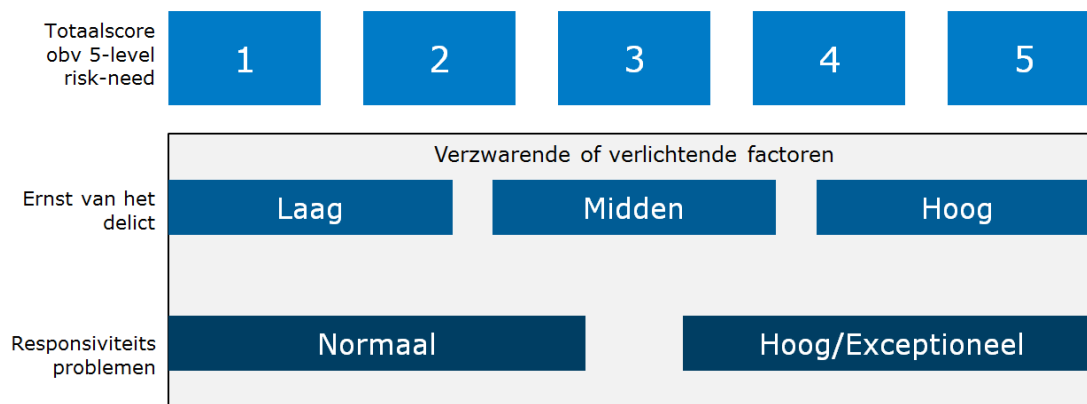 Totaalscore
obv 5-level
risk-need
1
2
3
4
5
Verzwarende of verlichtende factoren
Ernst van het
delict
Laag
Midden
Hoog
Responsiviteits
problemen
Normaal
Hoog/Exceptioneel